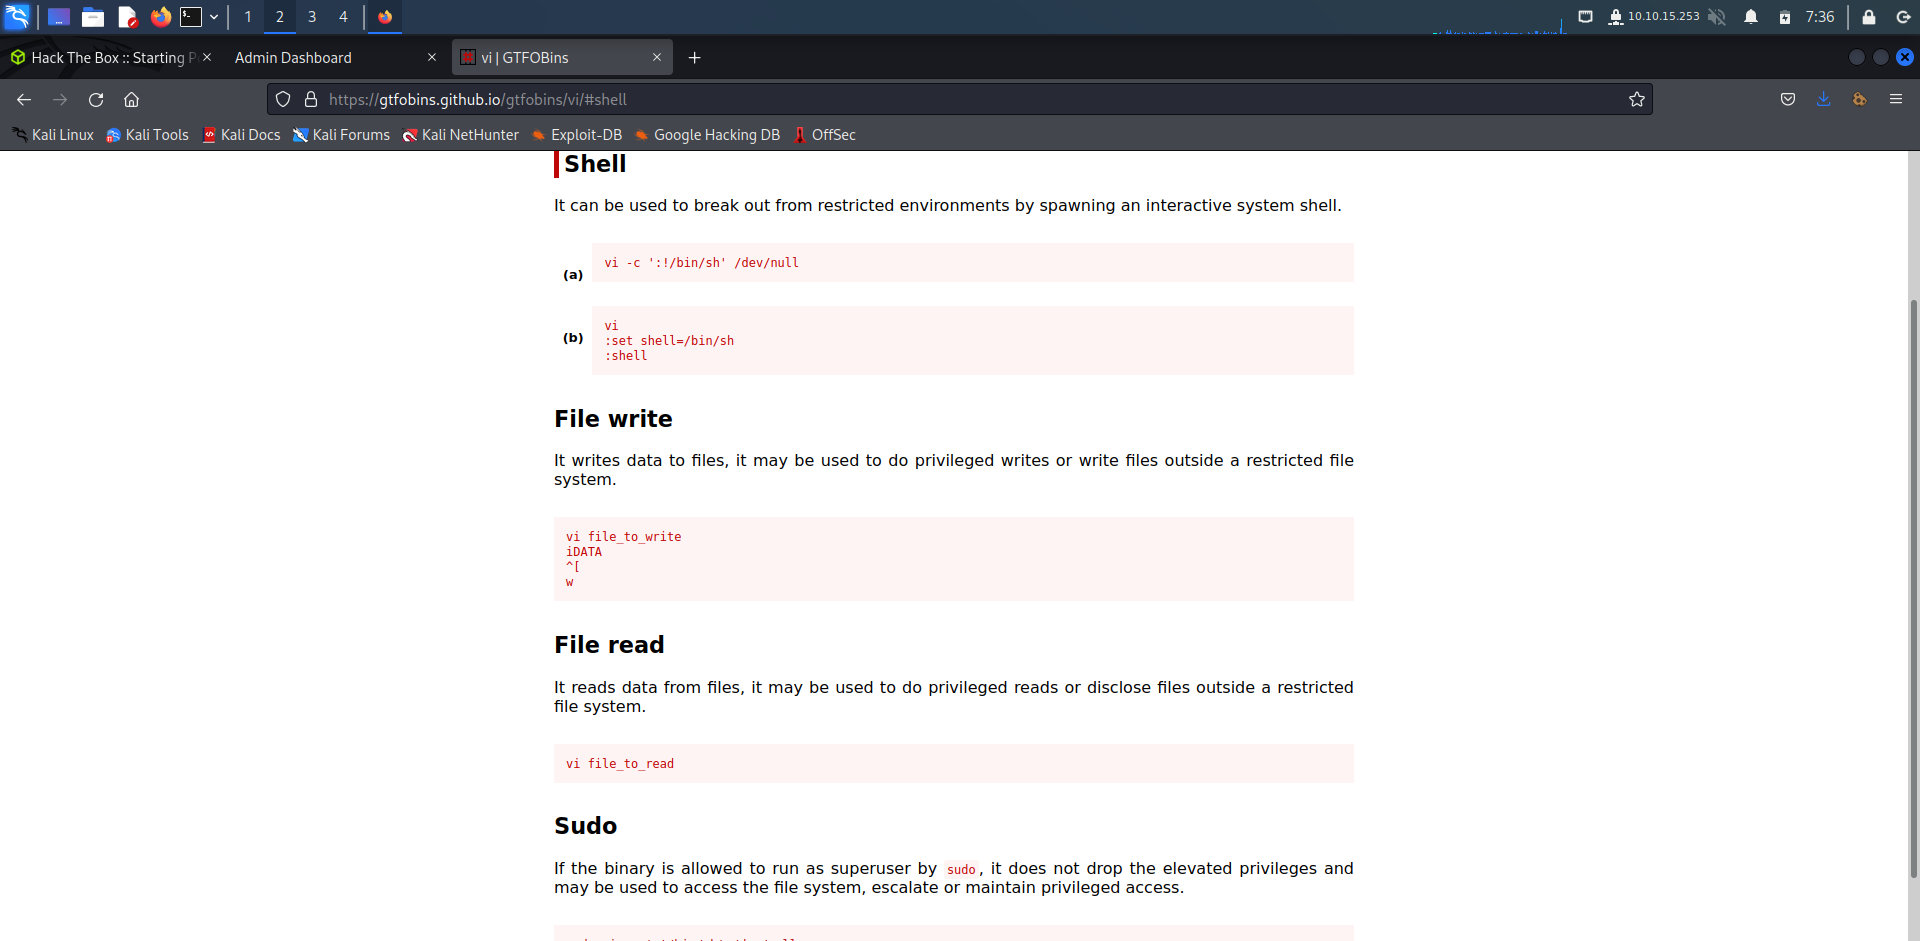 1 2 3 4 10.10.15.253 7:36
Hack The Box :: Starting P
Admin Dashboard
vi | GTFOBins
https://gtfobins.github.io/gtfobins/vi/#shell
Kali Linux Kali Tools Kali Docs Kali Forums Kali NetHunter Exploit-DB Google Hacking DB OffSec
Shell
It can be used to break out from restricted environments by spawning an interactive system shell.
(a)
vi -c ':!/bin/sh' /dev/null
(b)
vi
:set shell=/bin/sh
:shell
File write
It writes data to files, it may be used to do privileged writes or write files outside a restricted file
system.
vi file_to_write
iDATA
^[
w
File read
It reads data from files, it may be used to do privileged reads or disclose files outside a restricted
file system.
vi file_to_read
Sudo
If the binary is allowed to run as superuser by sudo, it does not drop the elevated privileges and
may be used to access the file system, escalate or maintain privileged access.